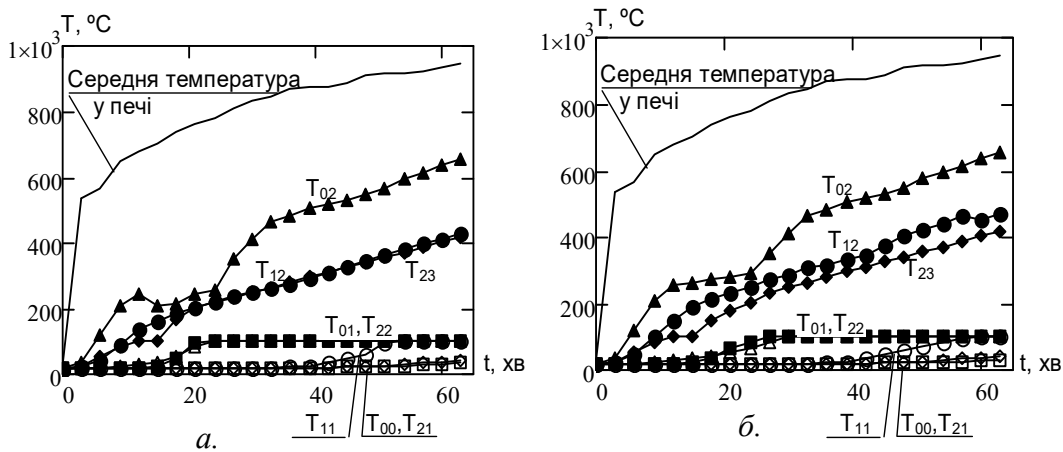 T, ºC
1×10³
Середня температура
у печі
800
600
T₀₂
400
T₁₂
T₂₃
200
T₀₁,T₂₂
0
t, хв
0
20
40
60
T₁₁
T₀₀,T₂₁
а.
T, ºC
1×10³
Середня температура
у печі
800
600
T₀₂
400
T₁₂
T₂₃
200
T₀₁,T₂₂
0
t, хв
0
20
40
60
T₁₁
T₀₀,T₂₁
б.